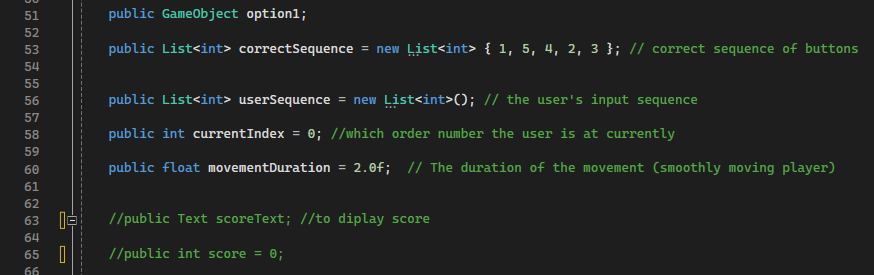 51 public GameObject option1;
52
53 public List<int> correctSequence = new List<int> { 1, 5, 4, 2, 3 }; // correct sequence of buttons
54
55
56 public List<int> userSequence = new List<int>(); // the user's input sequence
57
58 public int currentIndex = 0; //which order number the user is at currently
59
60 public float movementDuration = 2.0f;  // The duration of the movement (smoothly moving player)
61
62
63 //public Text scoreText; //to diplay score
64
65 //public int score = 0;
66